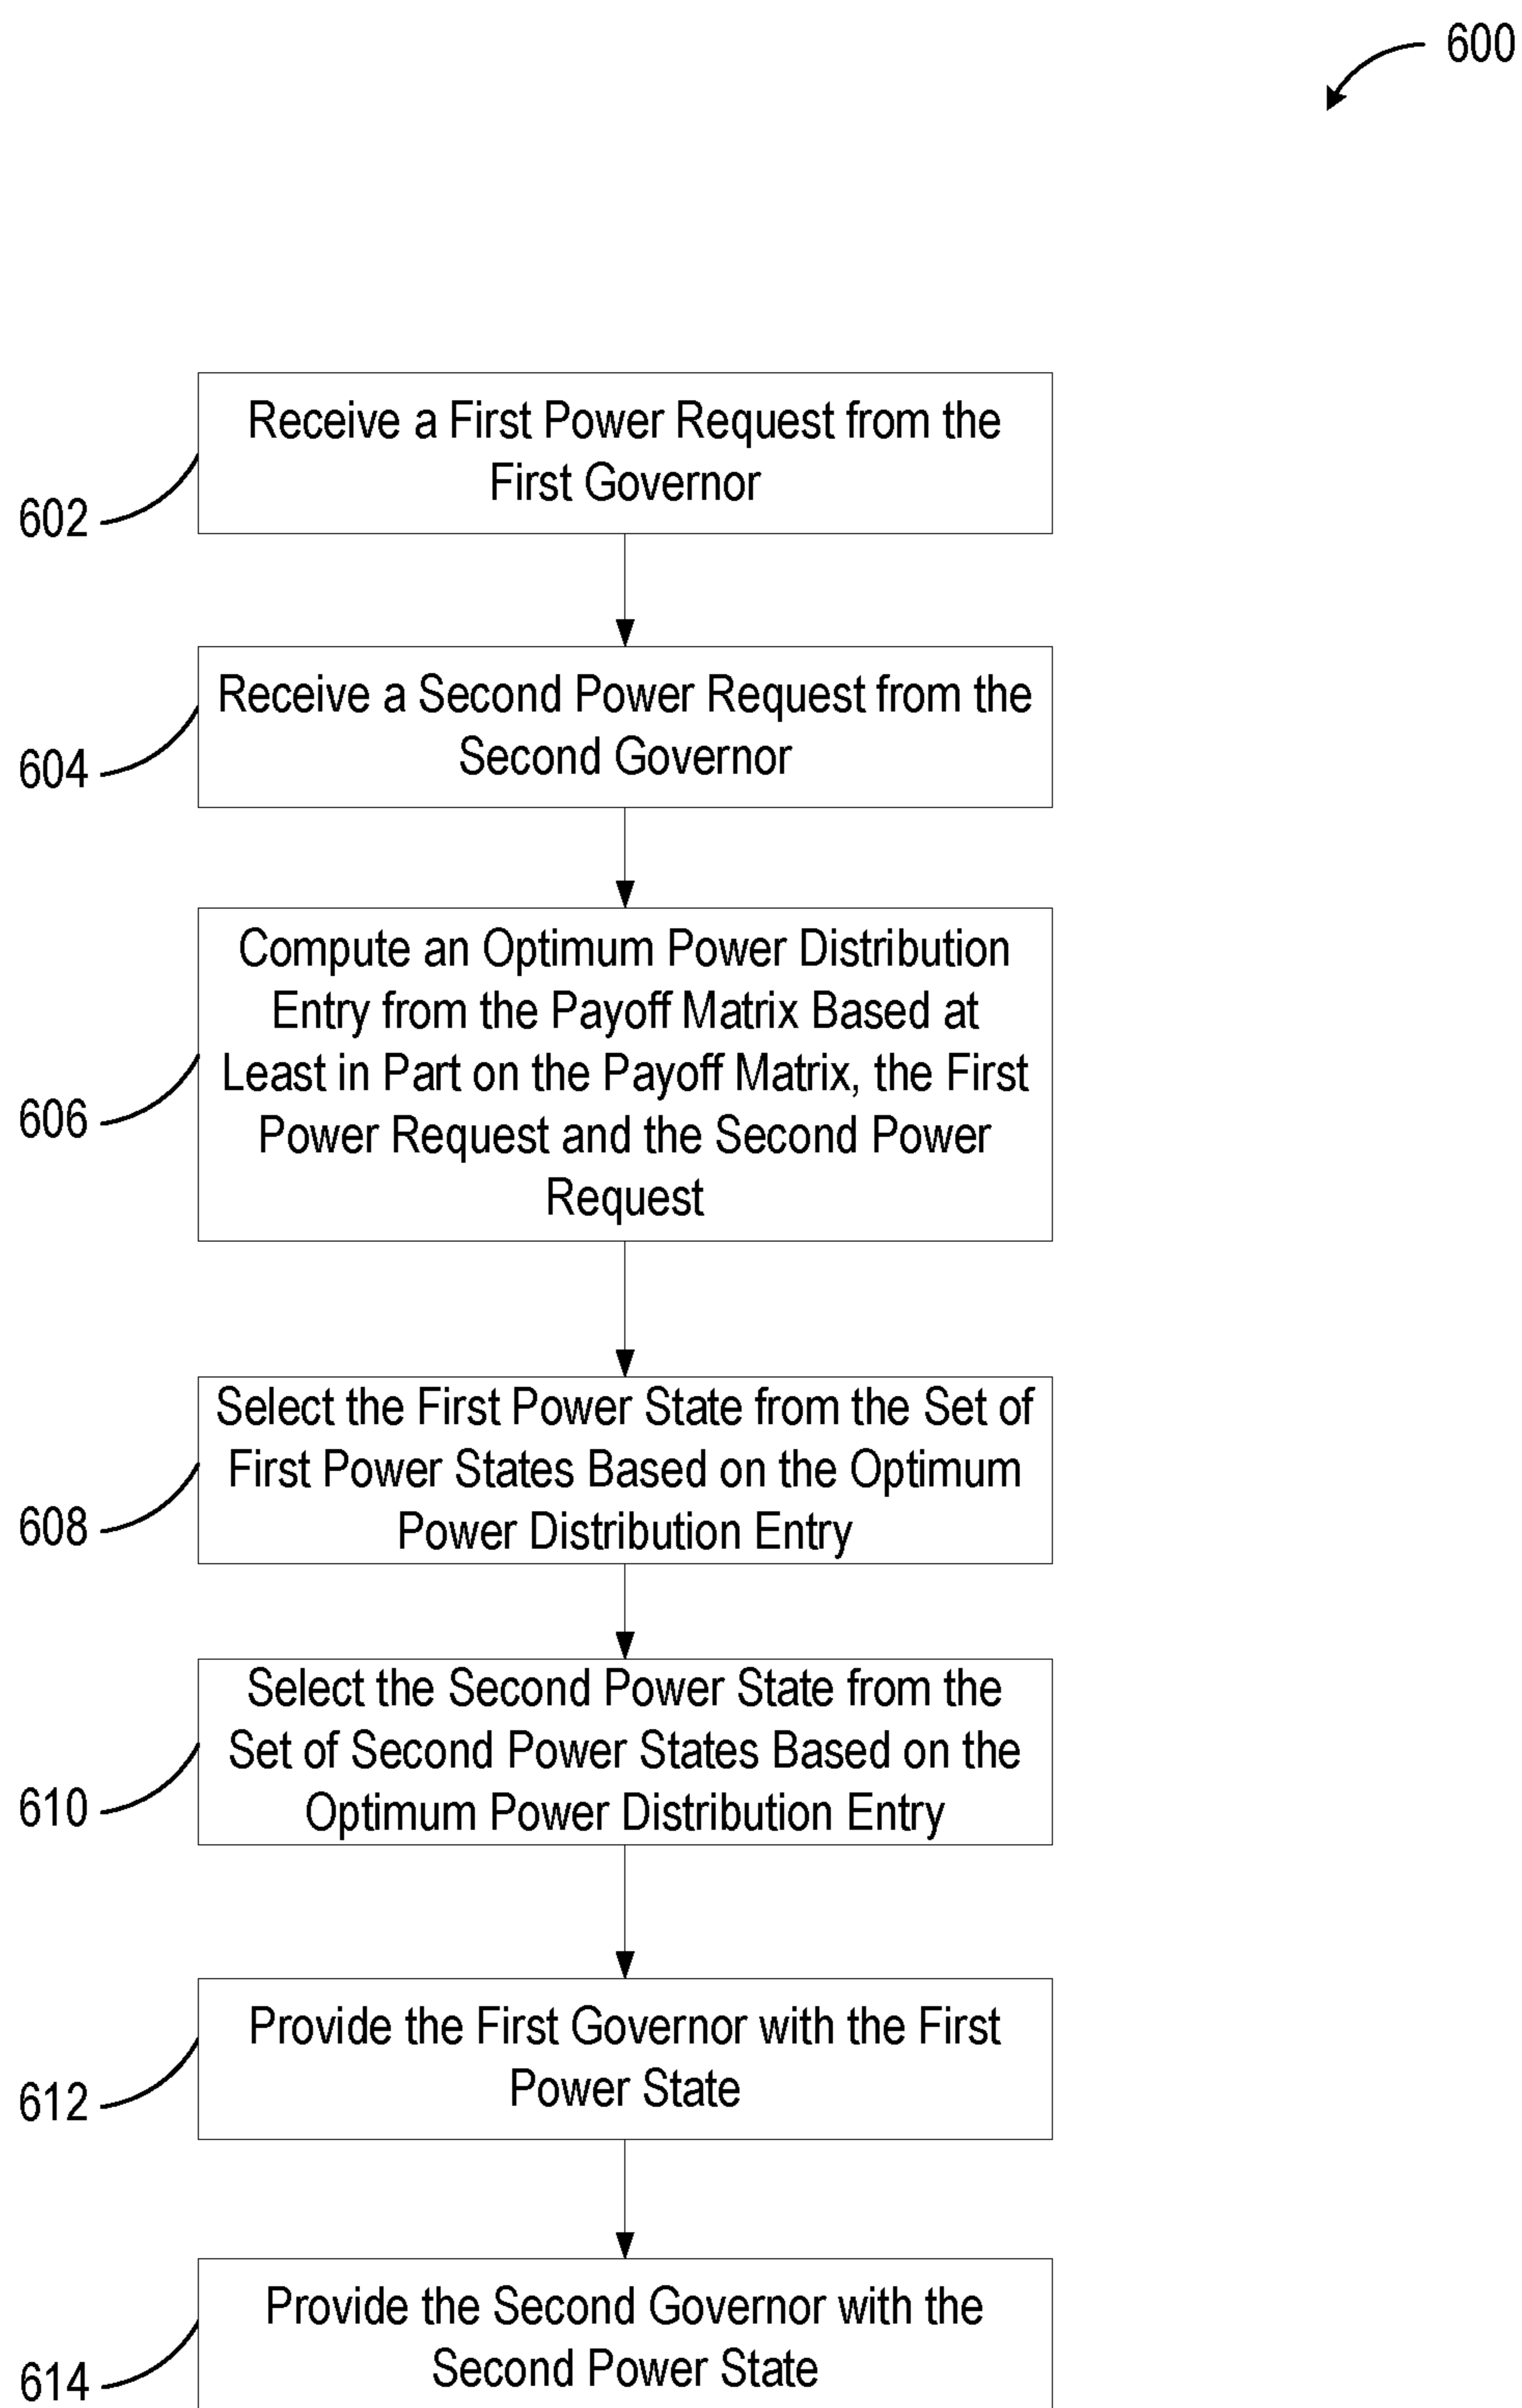 600
Receive a First Power Request from the
First Governor
602
Receive a Second Power Request from the
Second Governor
604
Compute an Optimum Power Distribution
Entry from the Payoff Matrix Based at
Least in Part on the Payoff Matrix, the First
Power Request and the Second Power
Request
606
Select the First Power State from the Set of
First Power States Based on the Optimum
Power Distribution Entry
608
Select the Second Power State from the
Set of Second Power States Based on the
Optimum Power Distribution Entry
610
Provide the First Governor with the First
Power State
612
Provide the Second Governor with the
Second Power State
614